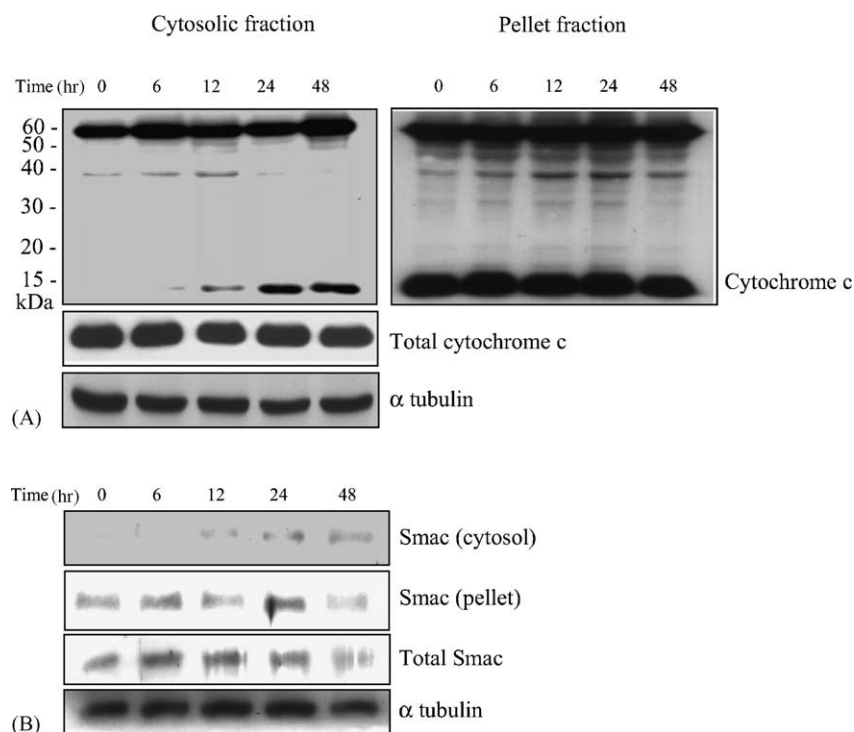 Cytosolic fraction
Pellet fraction
Time (hr) 0 6 12 24 48
0 6 12 24 48
60 -
50 -
40 -
30 -
20 -
15 -
kDa
Cytochrome c
Total cytochrome c
α tubulin
(A)
Time (hr) 0 6 12 24 48
Smac (cytosol)
Smac (pellet)
Total Smac
α tubulin
(B)